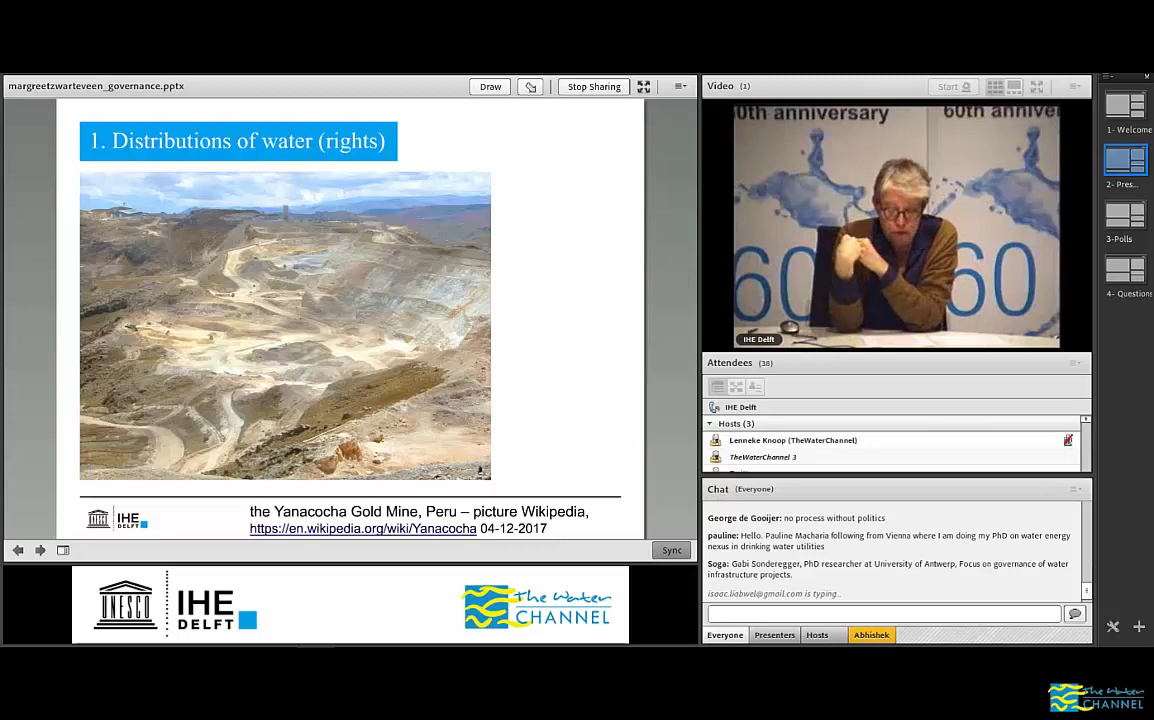 margreetzwarteveen_governance.pptx
Draw
Stop Sharing
1. Distributions of water (rights)
UNESCO
IHE
DELFT
the Yanacocha Gold Mine, Peru – picture Wikipedia,
https://en.wikipedia.org/wiki/Yanacocha 04-12-2017
Sync
UNESCO
IHE
DELFT
the Water
CHANNEL
Video (1)
Start
0th anniversary
60th annive
60
60
IHE Delft
Attendees (38)
IHE Delft
Hosts (3)
Lenneke Knoop (TheWaterChannel)
TheWaterChannel 3
Chat (Everyone)
George de Gooijer: no process without politics
pauline: Hello. Pauline Macharia following from Vienna where I am doing my PhD on water energy
nexus in drinking water utilities
Soga: Gabi Sonderegger, PhD researcher at University of Antwerp, Focus on governance of water
infrastructure projects.
isaac.liabwel@gmail.com is typing..
Everyone
Presenters
Hosts
Abhishek
1- Welcome
2- Pres...
3-Polls
4- Questions
the Water
CHANNEL